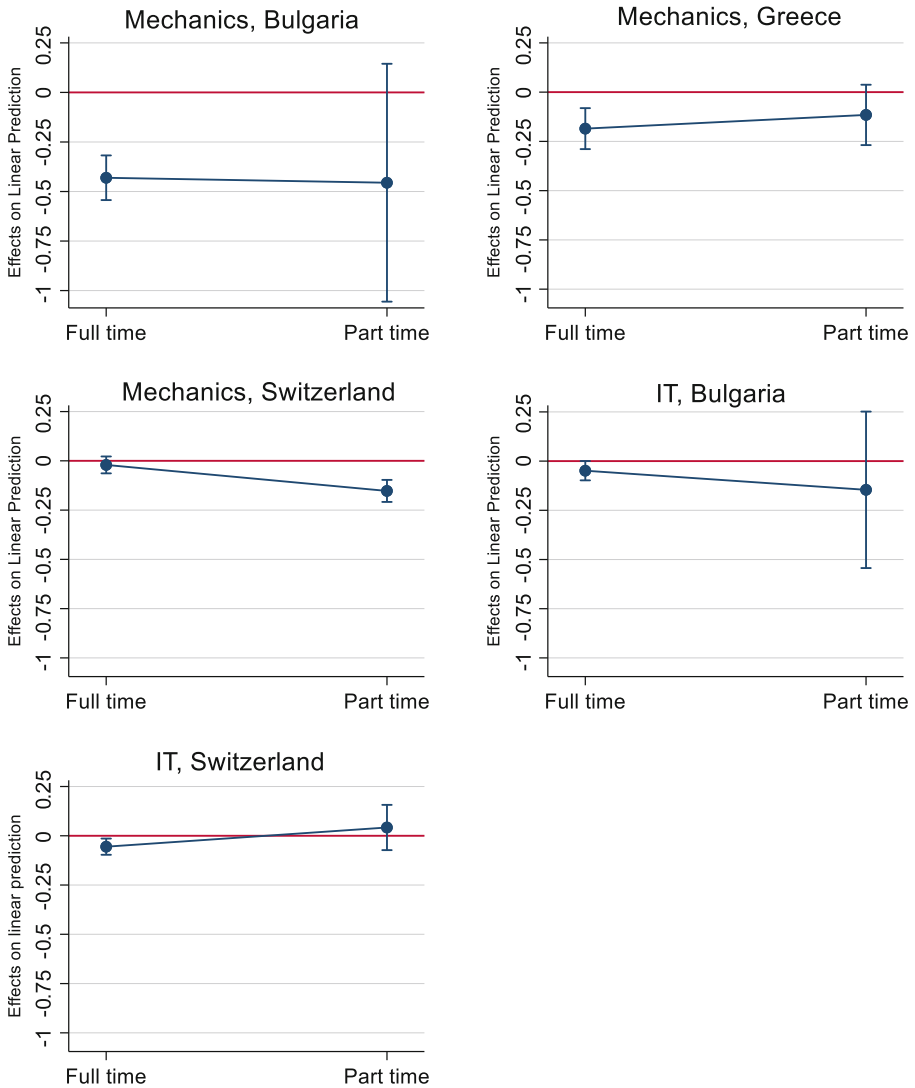 Mechanics, Bulgaria
Effects on Linear Prediction
0.25
0
-0.25
-0.5
-0.75
-1
Full time
Part time
Mechanics, Greece
Effects on Linear Prediction
0.25
0
-0.25
-0.5
-0.75
-1
Full time
Part time
Mechanics, Switzerland
Effects on Linear Prediction
0.25
0
-0.25
-0.5
-0.75
-1
Full time
Part time
IT, Bulgaria
Effects on Linear Prediction
0.25
0
-0.25
-0.5
-0.75
-1
Full time
Part time
IT, Switzerland
Effects on linear prediction
0.25
0
-0.25
-0.5
-0.75
-1
Full time
Part time